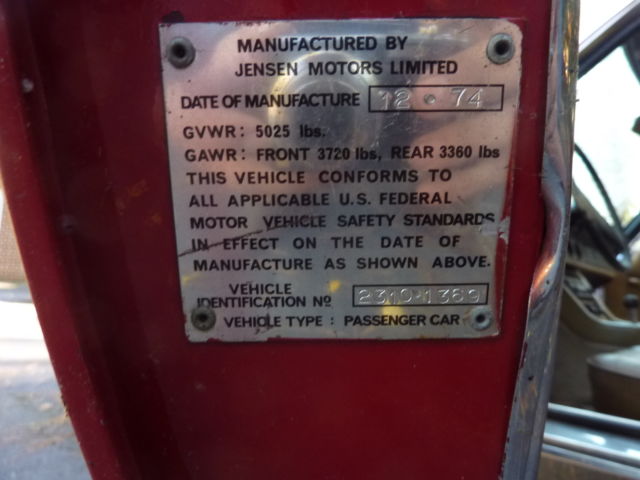 MANUFACTURED BY
JENSEN MOTORS LIMITED
DATE OF MANUFACTURE 12 • 74
GVWR: 5025 lbs.
GAWR: FRONT 3720 lbs, REAR 3360 lbs
THIS VEHICLE CONFORMS TO
ALL APPLICABLE U.S. FEDERAL
MOTOR VEHICLE SAFETY STANDARDS
IN EFFECT ON THE DATE OF
MANUFACTURE AS SHOWN ABOVE.
VEHICLE
IDENTIFICATION Nº 2310•1369
VEHICLE TYPE : PASSENGER CAR